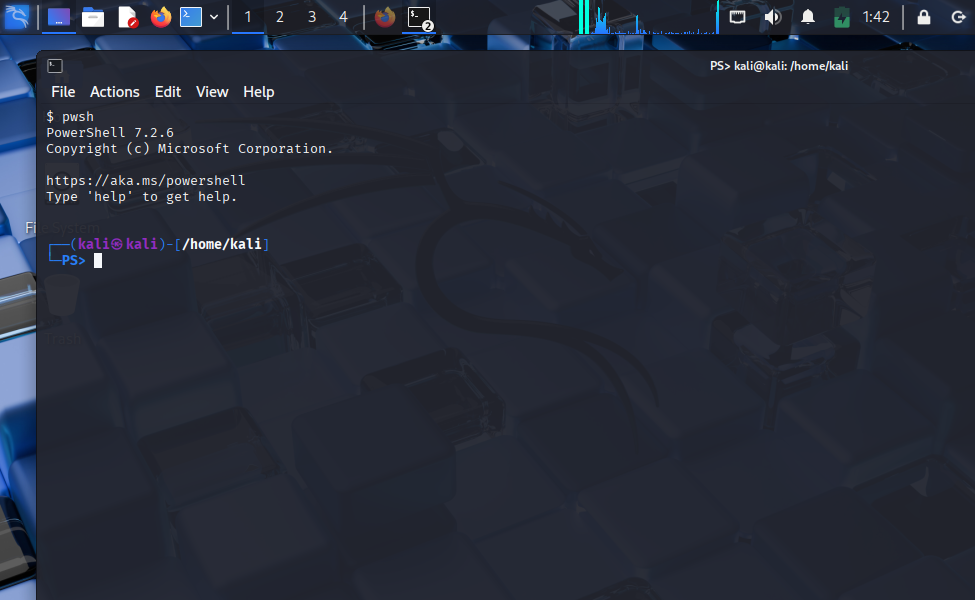 1 2 3 4 2 1:42
PS> kali@kali: /home/kali
File Actions Edit View Help
$ pwsh
PowerShell 7.2.6
Copyright (c) Microsoft Corporation.
https://aka.ms/powershell
Type 'help' to get help.
File System
┌──(kali㉿kali)-[/home/kali]
└─PS>
Trash